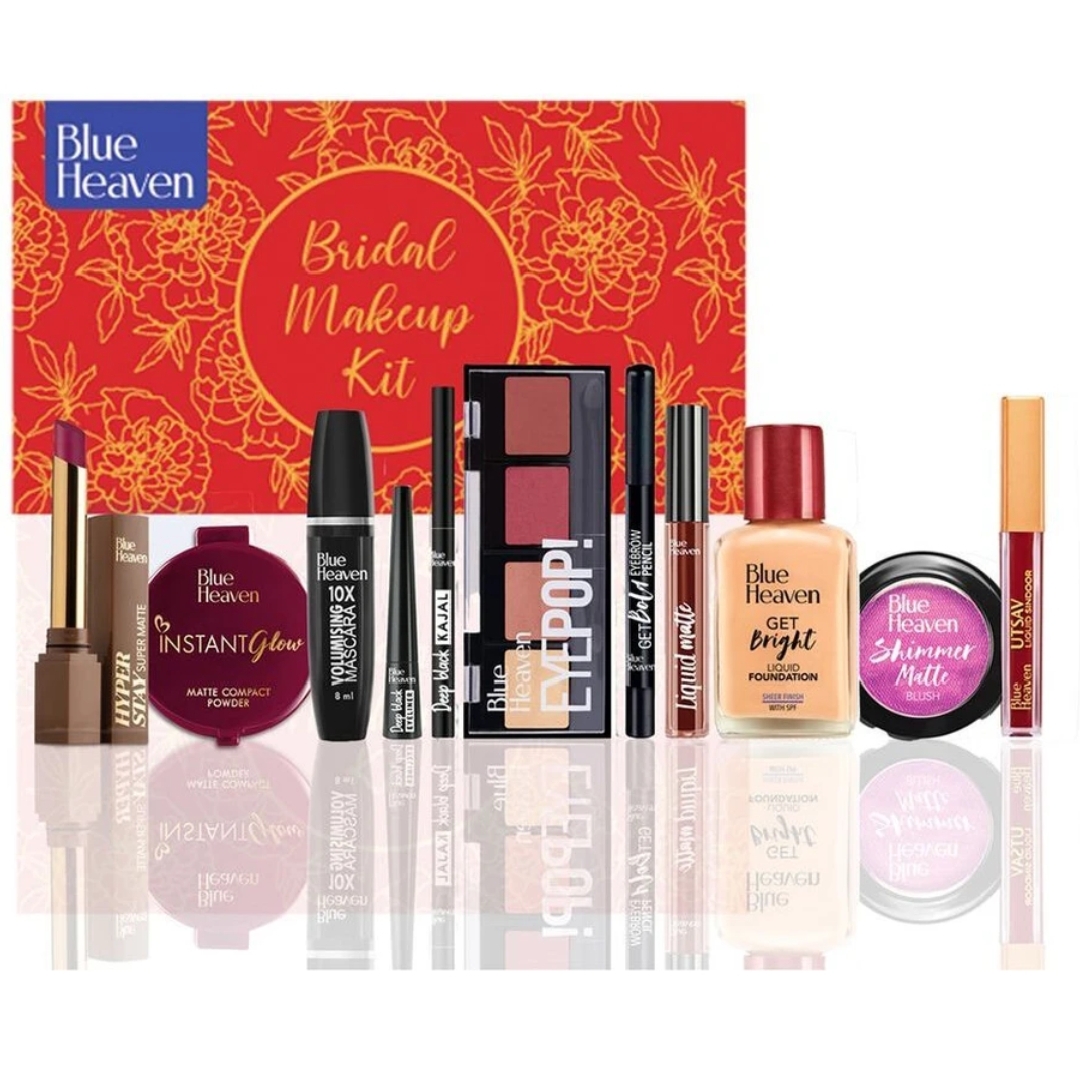 Blue
Heaven
Bridal
Makeup
Kit
Blue
Heaven
HYPER
STAY SUPER MATTE
Blue
Heaven
INSTANT Glow
MATTE COMPACT
POWDER
Blue
Heaven
10X
VOLUMISING
MASCARA
8 ml
Blue
Heaven
Deep black
Blue
Heaven
Deep black KAJAL
Blue
Heaven
EYEPOP!
Blue
Heaven
GET Bold EYEBROW
PENCIL
Blue
Heaven
Liquid matte
Blue
Heaven
GET
Bright
LIQUID
FOUNDATION
SHEER FINISH
WITH SPF
Blue
Heaven
Shimmer
Matte
BLUSH
Blue
Heaven
UTSAV
LIQUID SINDOOR